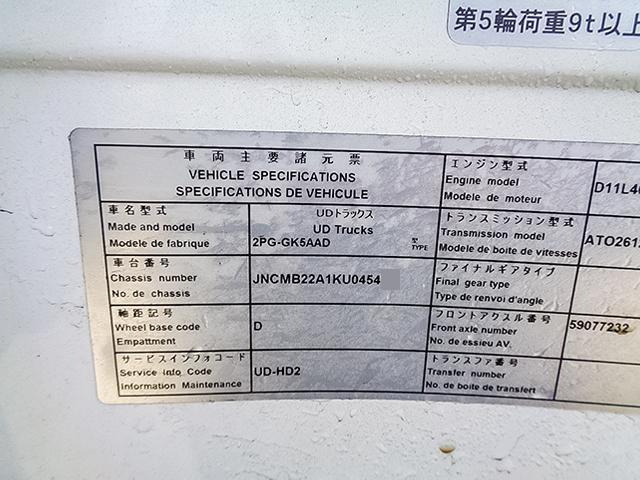 第5輪荷重9t以上
車両主要諸元票
VEHICLE SPECIFICATIONS
SPECIFICATIONS DE VEHICULE
車名型式
Made and model
Modele de fabrique
UDトラックス
UD Trucks
2PG-GK5AAD
型
TYPE
車台番号
Chassis number
No. de chassis
JNCMB22A1KU0454
軸距記号
Wheel base code
Empattment
D
サービスインフォコード
Service info Code
Information Maintenance
UD-HD2
エンジン型式
Engine model
Modele de moteur
D11L40
トランスミッション型式
Transmission model
Modele de boite de vitesses
ATO261
ファイナルギアタイプ
Final gear type
Type de renvoi d'angle
フロントアクスル番号
Front axle number
No. de essieu AV.
59077232
トランスファ番号
Transfer number
No. de boite de transfert